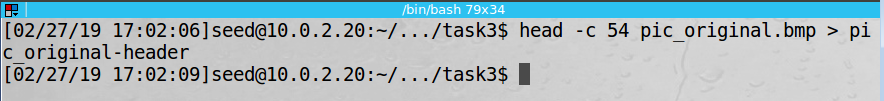 /bin/bash 79x34
[02/27/19 17:02:06]seed@10.0.2.20:~/.../task3$ head -c 54 pic_original.bmp > pi
c_original-header
[02/27/19 17:02:09]seed@10.0.2.20:~/.../task3$